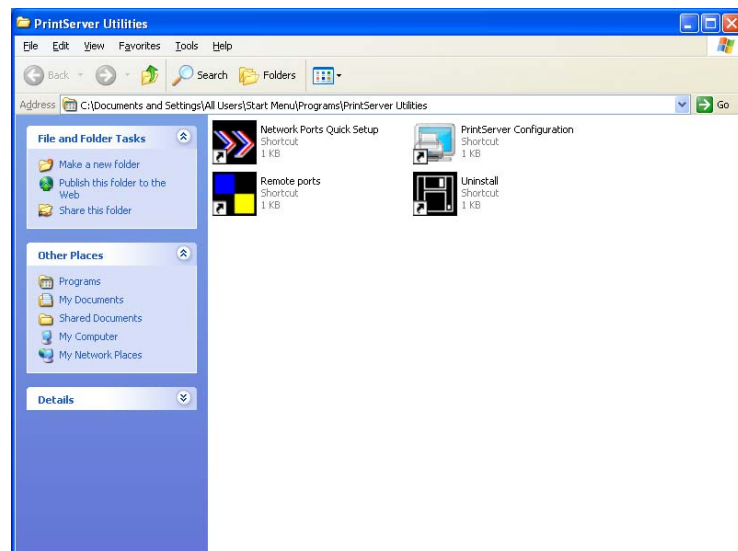 PrintServer Utilities
File Edit View Favorites Tools Help
Back Search Folders
Address C:\Documents and Settings\All Users\Start Menu\Programs\PrintServer Utilities Go
File and Folder Tasks
Make a new folder
Publish this folder to the
Web
Share this folder
Other Places
Programs
My Documents
Shared Documents
My Computer
My Network Places
Details
Network Ports Quick Setup
Shortcut
1 KB
PrintServer Configuration
Shortcut
1 KB
Remote ports
Shortcut
1 KB
Uninstall
Shortcut
1 KB